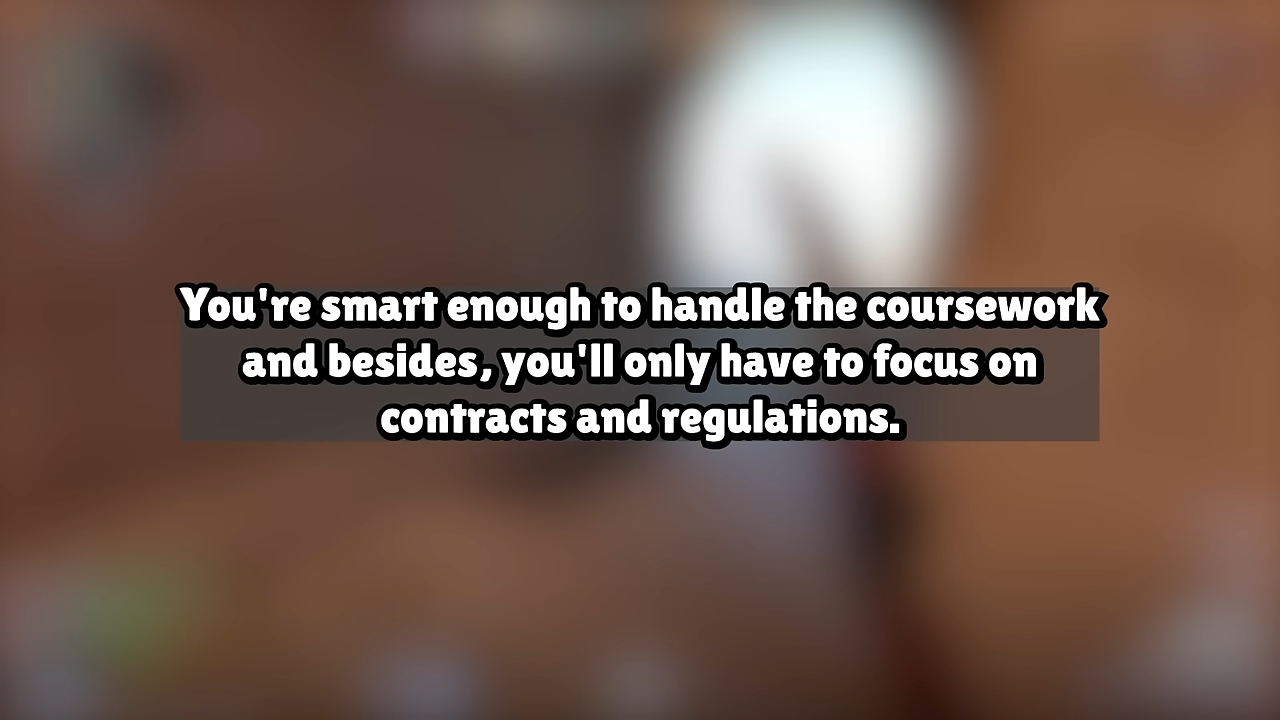 You're smart enough to handle the coursework
and besides, you'll only have to focus on
contracts and regulations.